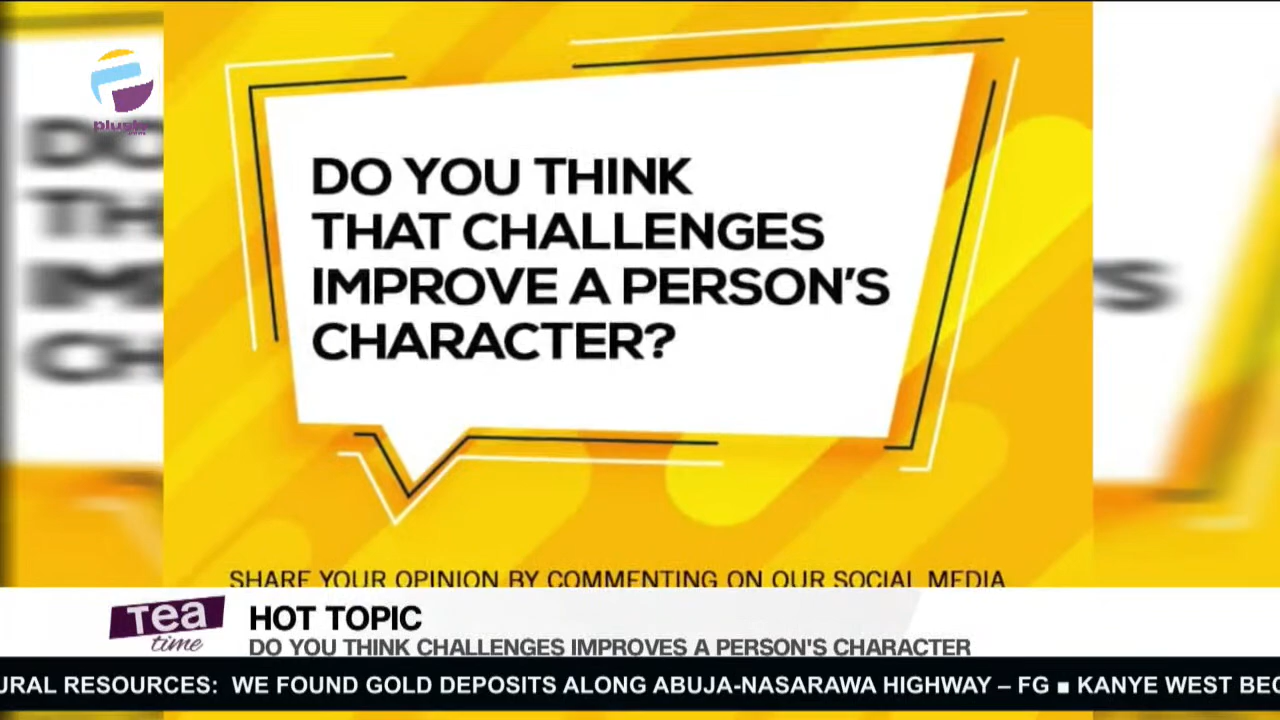 plustv
DO YOU THINK
THAT CHALLENGES
IMPROVE A PERSON'S
CHARACTER?
SHARE YOUR OPINION BY COMMENTING ON OUR SOCIAL MEDIA
Tea
time
HOT TOPIC
DO YOU THINK CHALLENGES IMPROVES A PERSON'S CHARACTER
URAL RESOURCES: WE FOUND GOLD DEPOSITS ALONG ABUJA-NASARAWA HIGHWAY – FG ■ KANYE WEST BEC